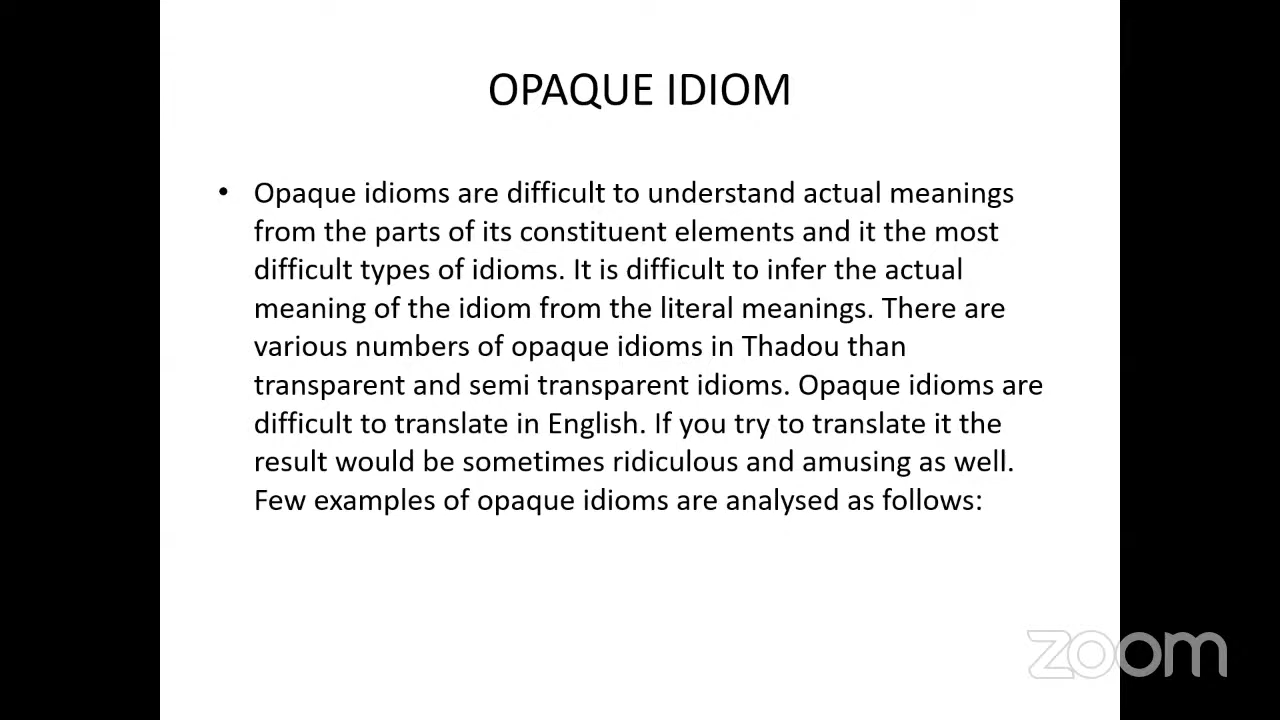 OPAQUE IDIOM
• Opaque idioms are difficult to understand actual meanings
from the parts of its constituent elements and it the most
difficult types of idioms. It is difficult to infer the actual
meaning of the idiom from the literal meanings. There are
various numbers of opaque idioms in Thadou than
transparent and semi transparent idioms. Opaque idioms are
difficult to translate in English. If you try to translate it the
result would be sometimes ridiculous and amusing as well.
Few examples of opaque idioms are analysed as follows:
zoom